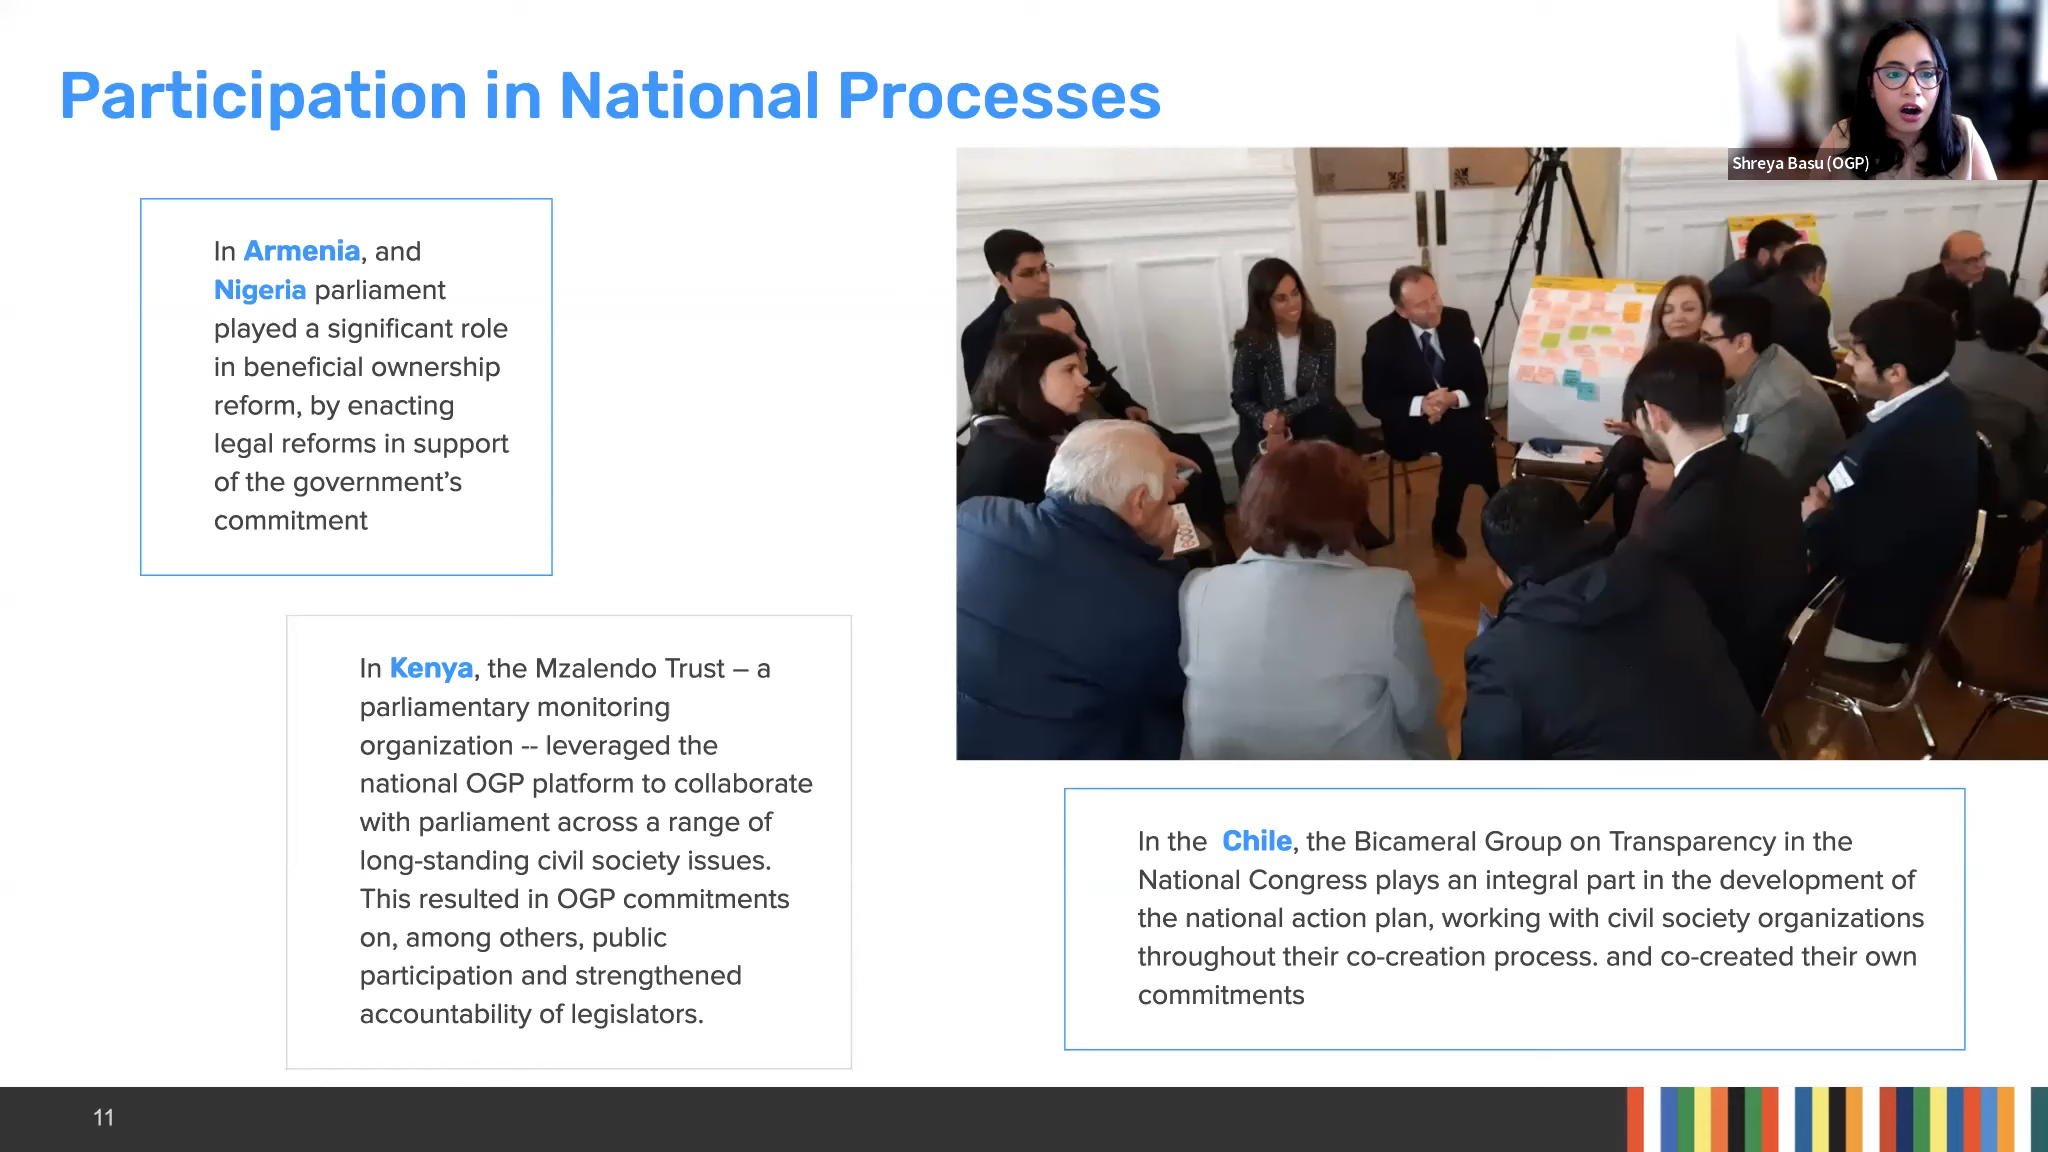 Participation in National Processes
Shreya Basu (OGP)
In Armenia, and
Nigeria parliament
played a significant role
in beneficial ownership
reform, by enacting
legal reforms in support
of the government’s
commitment
In Kenya, the Mzalendo Trust – a
parliamentary monitoring
organization -- leveraged the
national OGP platform to collaborate
with parliament across a range of
long-standing civil society issues.
This resulted in OGP commitments
on, among others, public
participation and strengthened
accountability of legislators.
In the  Chile, the Bicameral Group on Transparency in the
National Congress plays an integral part in the development of
the national action plan, working with civil society organizations
throughout their co-creation process. and co-created their own
commitments
11